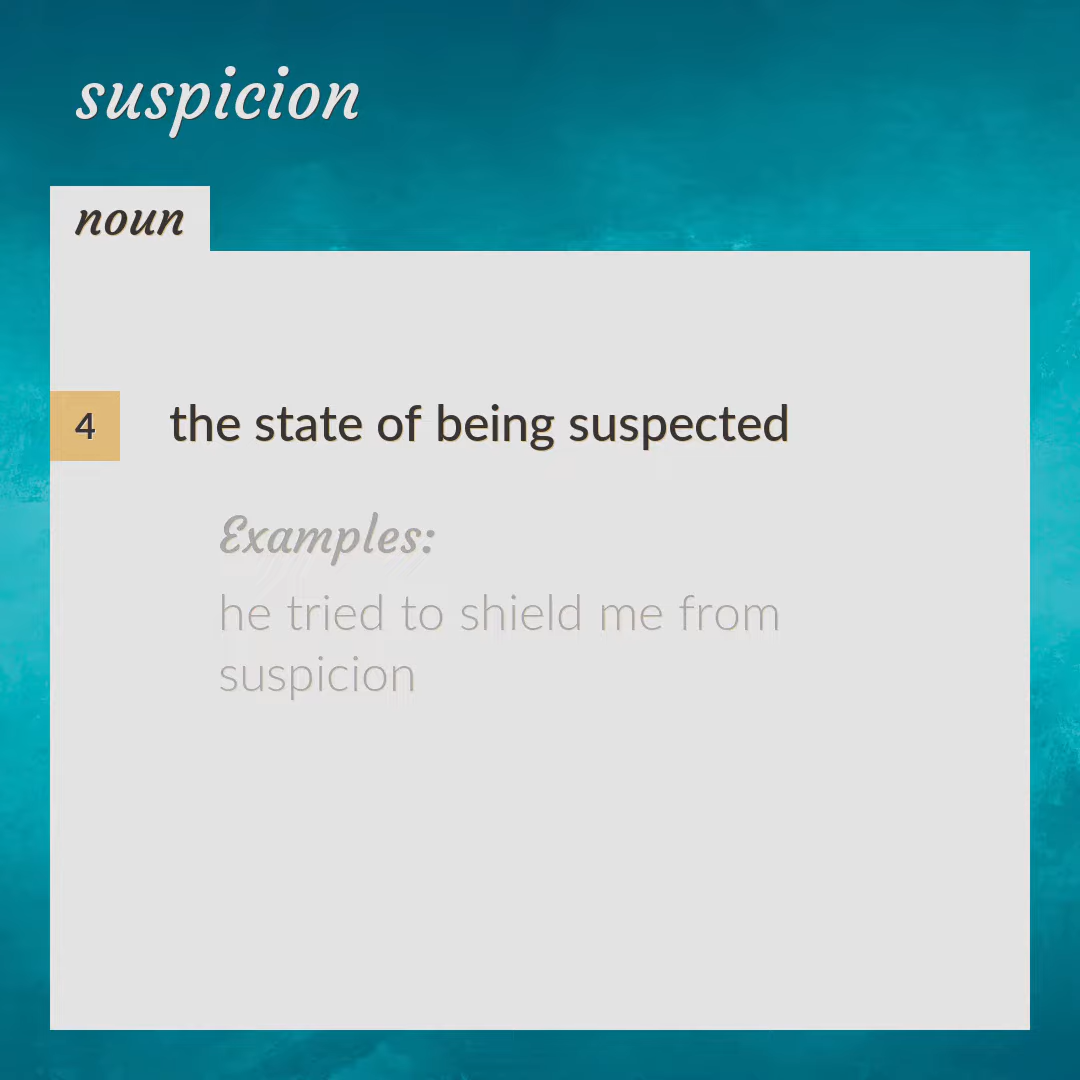 suspicion
noun
4 the state of being suspected
Examples:
he tried to shield me from
suspicion